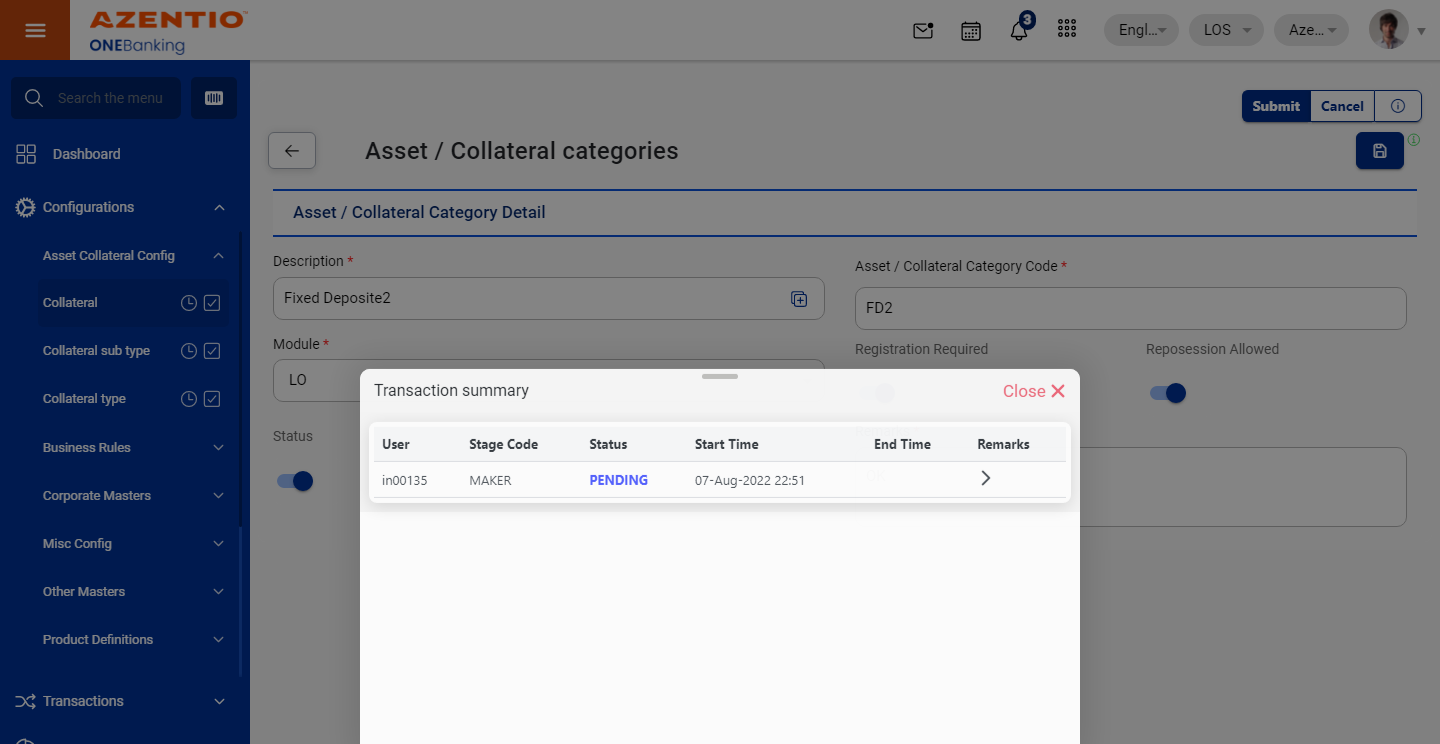 AZENTIO™
ONEBanking
3
Engl...
LOS
Aze...
Search the menu
Dashboard
Configurations
Asset Collateral Config
Collateral
Collateral sub type
Collateral type
Business Rules
Corporate Masters
Misc Config
Other Masters
Product Definitions
Transactions
Submit
Cancel
Asset / Collateral categories
Asset / Collateral Category Detail
Description *
Fixed Deposite2
Asset / Collateral Category Code *
FD2
Module *
LO
Registration Required
Reposession Allowed
Status
Transaction summary
Close
User Stage Code Status Start Time End Time Remarks
in00135 MAKER PENDING 07-Aug-2022 22:51